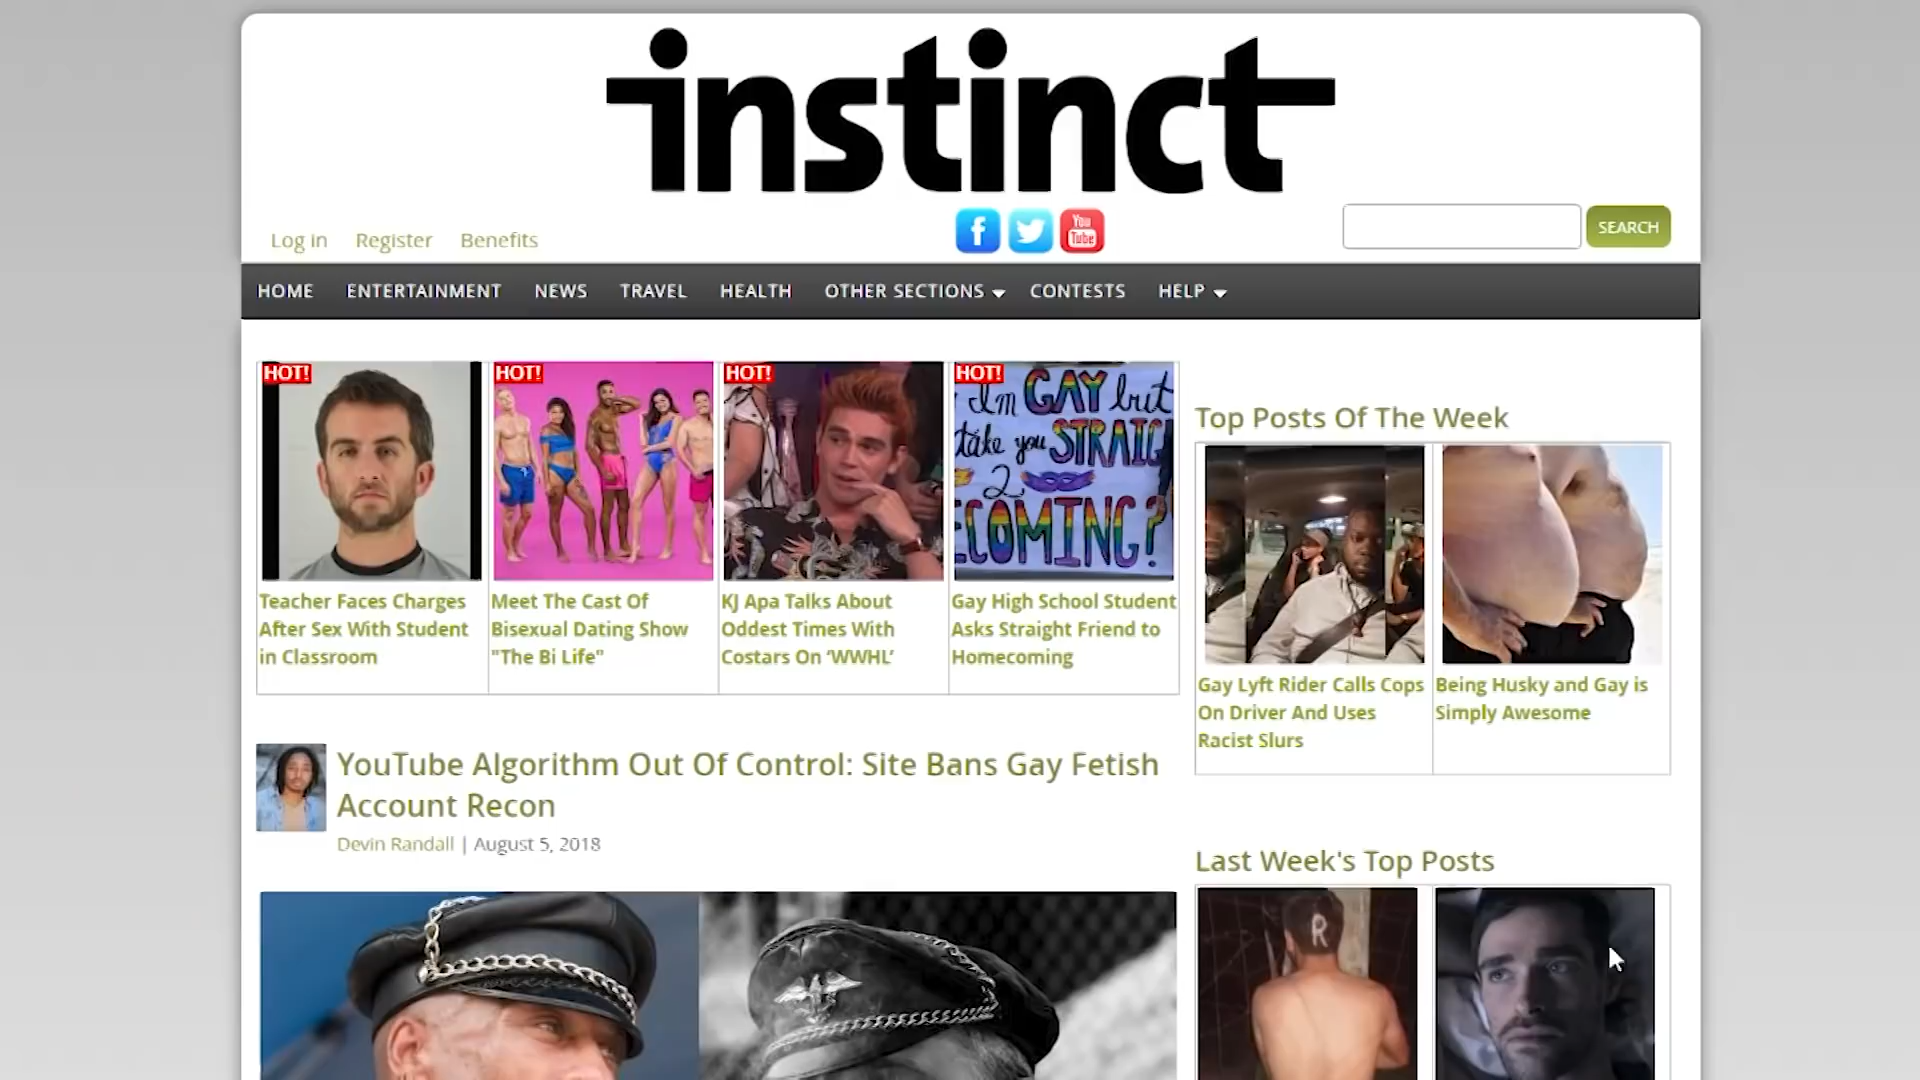 instinct
Log in Register Benefits
f
You
Tube
SEARCH
HOME ENTERTAINMENT NEWS TRAVEL HEALTH OTHER SECTIONS CONTESTS HELP
HOT!
HOT!
HOT!
HOT!
I'm GAY but
take you STRAIG
2
ECOMING?
Teacher Faces Charges
After Sex With Student
in Classroom
Meet The Cast Of
Bisexual Dating Show
"The Bi Life"
KJ Apa Talks About
Oddest Times With
Costars On ‘WWHL’
Gay High School Student
Asks Straight Friend to
Homecoming
Top Posts Of The Week
Gay Lyft Rider Calls Cops
On Driver And Uses
Racist Slurs
Being Husky and Gay is
Simply Awesome
YouTube Algorithm Out Of Control: Site Bans Gay Fetish
Account Recon
Devin Randall | August 5, 2018
Last Week's Top Posts
R